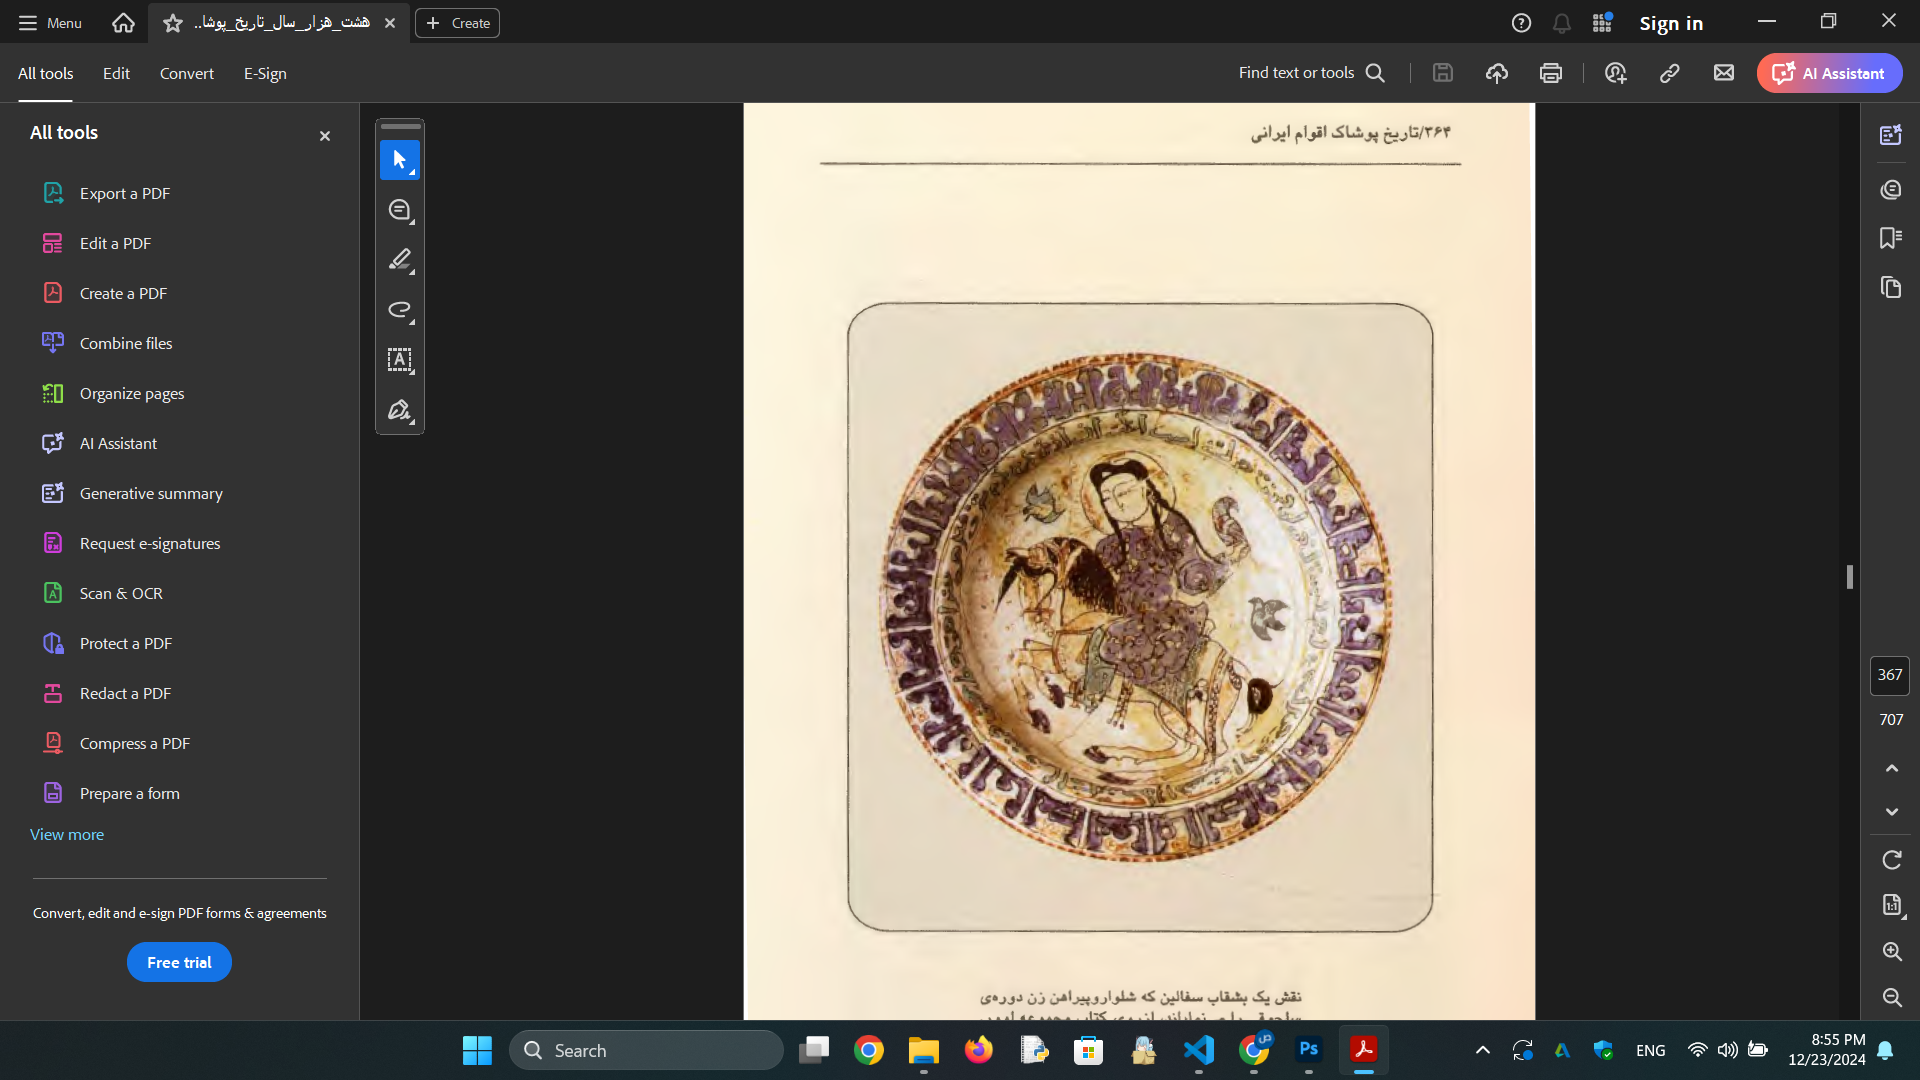 Menu
هشت_هزار_سال_تاریخ_پوشا..
Create
Sign in
All tools
Edit
Convert
E-Sign
Find text or tools
AI Assistant
All tools
Export a PDF
Edit a PDF
Create a PDF
Combine files
Organize pages
AI Assistant
Generative summary
Request e-signatures
Scan & OCR
Protect a PDF
Redact a PDF
Compress a PDF
Prepare a form
View more
Convert, edit and e-sign PDF forms & agreements
Free trial
۳۶۴/تاریخ پوشاک اقوام ایرانی
نقش یک بشقاب سفالین که شلواروپیراهن زن دوره‌ی
367
707
Search
ENG
8:55 PM
12/23/2024